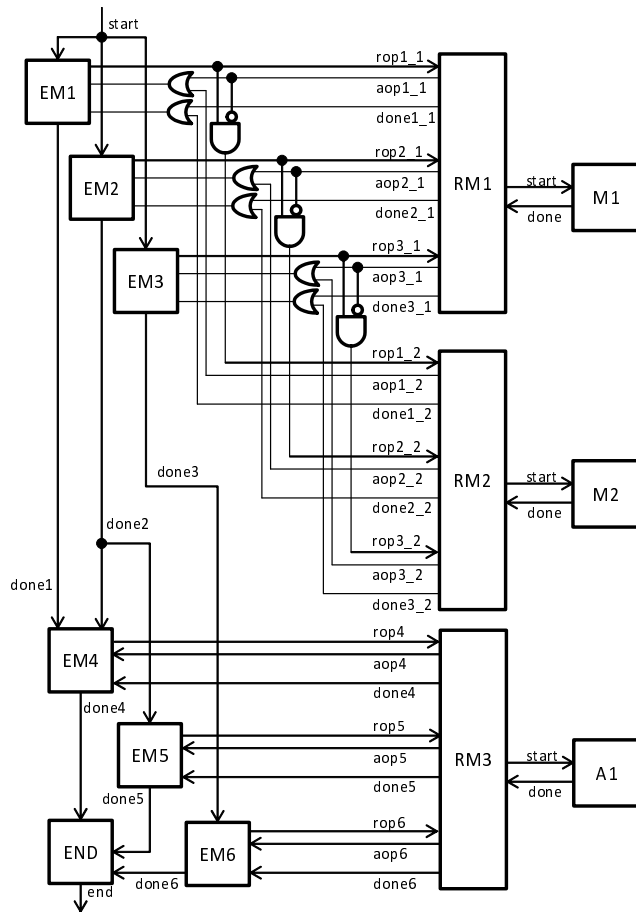 start
rop1_1
EM1
aop1_1
done1_1
rop2_1
EM2
aop2_1
RM1
start
M1
done2_1
done
rop3_1
EM3
aop3_1
done3_1
rop1_2
aop1_2
done1_2
rop2_2
done3
aop2_2
RM2
start
M2
done2_2
done
done2
rop3_2
done1
aop3_2
done3_2
rop4
EM4
aop4
done4
done4
rop5
EM5
aop5
RM3
start
A1
done5
done5
done
rop6
END
EM6
aop6
end
done6
done6